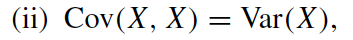 (ii) Cov(X, X) = Var(X),